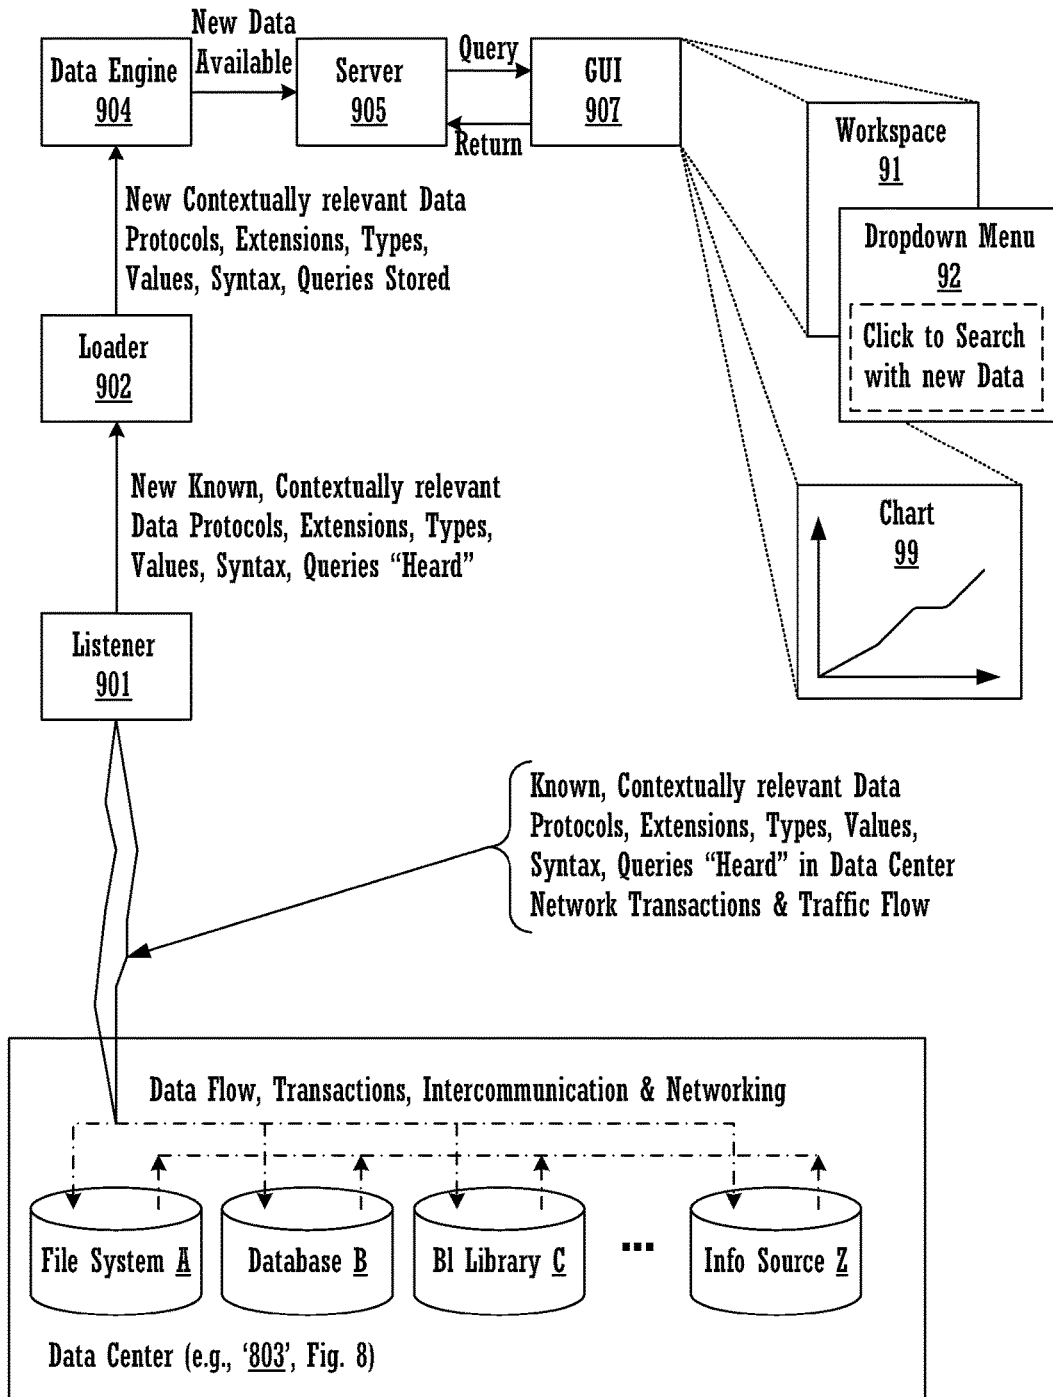 New Data
Available
Data Engine
904
Server
905
Query
Return
GUI
907
Workspace
91
Dropdown Menu
92
Click to Search
with new Data
New Contextually relevant Data
Protocols, Extensions, Types,
Values, Syntax, Queries Stored
Loader
902
New Known, Contextually relevant
Data Protocols, Extensions, Types,
Values, Syntax, Queries “Heard”
Chart
99
Listener
901
Known, Contextually relevant Data
Protocols, Extensions, Types, Values,
Syntax, Queries “Heard” in Data Center
Network Transactions & Traffic Flow
Data Flow, Transactions, Intercommunication & Networking
File System A
Database B
Bl Library C
...
Info Source Z
Data Center (e.g., ‘803’, Fig. 8)